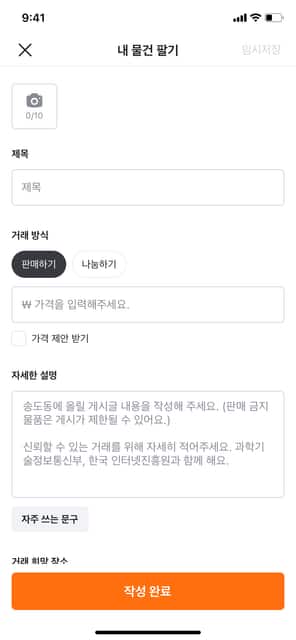 9:41
내 물건 팔기
임시저장
0/10
제목
제목
거래 방식
판매하기
나눔하기
₩ 가격을 입력해주세요.
가격 제안 받기
자세한 설명
송도동에 올릴 게시글 내용을 작성해 주세요. (판매 금지
물품은 게시가 제한될 수 있어요.)
신뢰할 수 있는 거래를 위해 자세히 적어주세요. 과학기
술정보통신부, 한국 인터넷진흥원과 함께 해요.
자주 쓰는 문구
거래 희망 장소
작성 완료